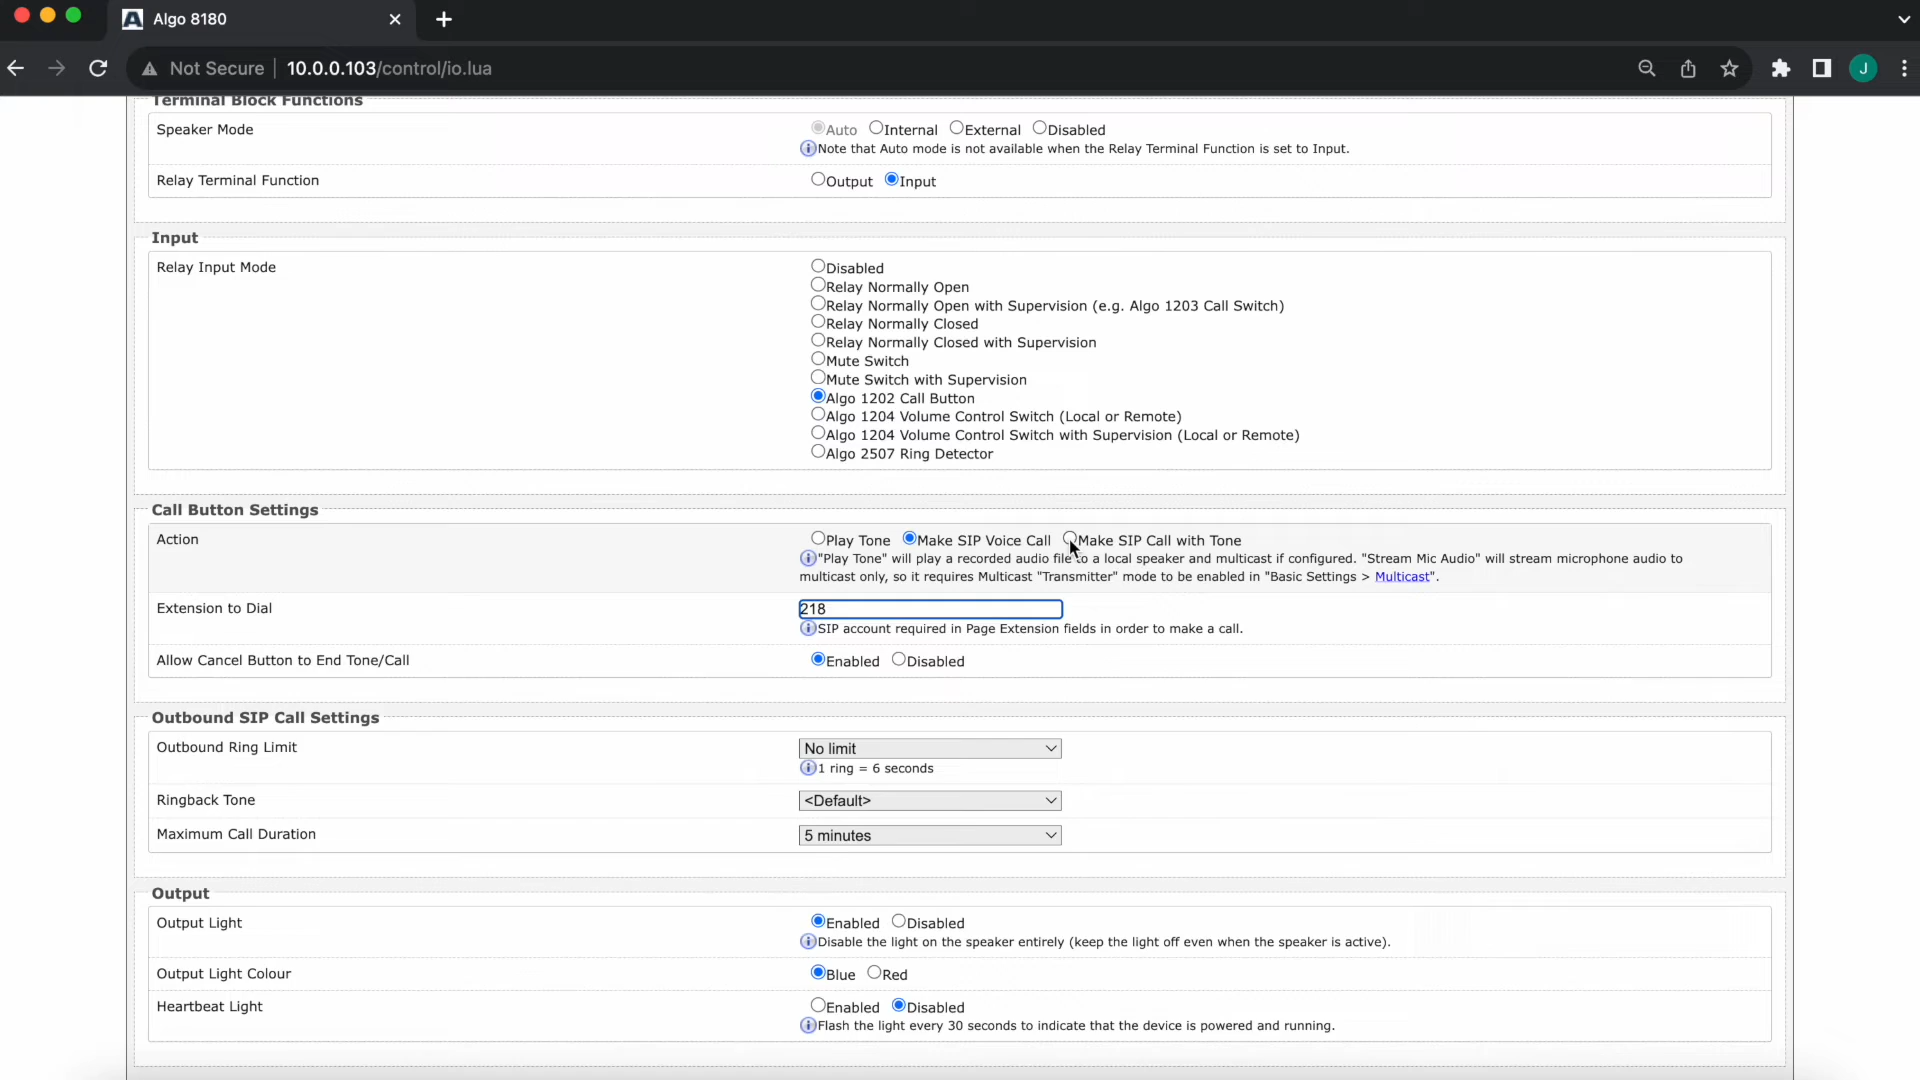 Algo 8180
Not Secure 10.0.0.103/control/io.lua
J
Terminal Block Functions
Speaker Mode
Auto Internal External Disabled
Note that Auto mode is not available when the Relay Terminal Function is set to Input.
Relay Terminal Function
Output Input
Input
Relay Input Mode
Disabled
Relay Normally Open
Relay Normally Open with Supervision (e.g. Algo 1203 Call Switch)
Relay Normally Closed
Relay Normally Closed with Supervision
Mute Switch
Mute Switch with Supervision
Algo 1202 Call Button
Algo 1204 Volume Control Switch (Local or Remote)
Algo 1204 Volume Control Switch with Supervision (Local or Remote)
Algo 2507 Ring Detector
Call Button Settings
Action
Play Tone Make SIP Voice Call Make SIP Call with Tone
"Play Tone" will play a recorded audio file to a local speaker and multicast if configured. "Stream Mic Audio" will stream microphone audio to
multicast only, so it requires Multicast "Transmitter" mode to be enabled in "Basic Settings > Multicast".
Extension to Dial
218
SIP account required in Page Extension fields in order to make a call.
Allow Cancel Button to End Tone/Call
Enabled Disabled
Outbound SIP Call Settings
Outbound Ring Limit
No limit
1 ring = 6 seconds
Ringback Tone
<Default>
Maximum Call Duration
5 minutes
Output
Output Light
Enabled Disabled
Disable the light on the speaker entirely (keep the light off even when the speaker is active).
Output Light Colour
Blue Red
Heartbeat Light
Enabled Disabled
Flash the light every 30 seconds to indicate that the device is powered and running.